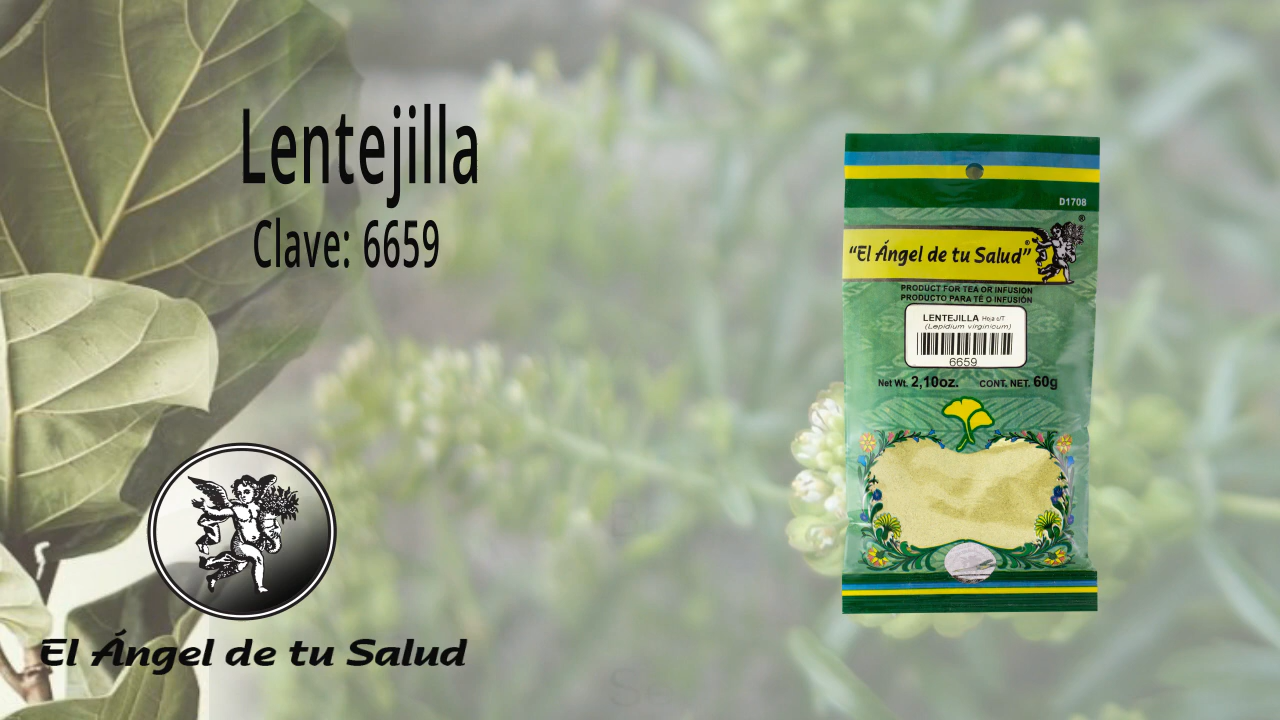 Lentejilla
Clave: 6659
El Ángel de tu Salud
D1708
"El Ángel de tu Salud"®
®
PRODUCT FOR TEA OR INFUSION
PRODUCTO PARA TÉ O INFUSIÓN
LENTEJILLA Hoja c/T
(Lepidium virginicum)
6659
Net Wt. 2,10oz. CONT. NET. 60g